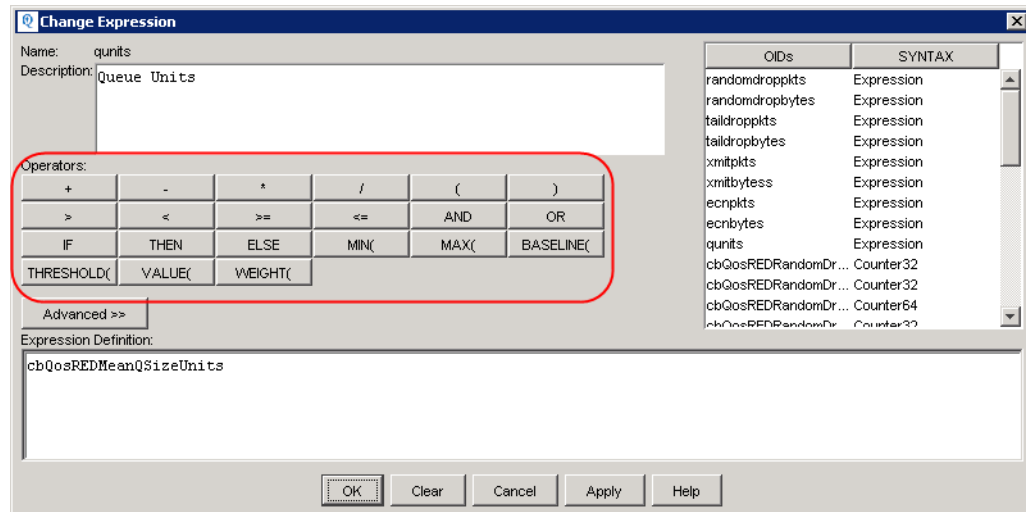 Change Expression
Name: qunits
Description: Queue Units
OIDs SYNTAX
randomdroppkts Expression
randomdropbytes Expression
taildroppkts Expression
taildropbytes Expression
xmitpkts Expression
xmitbytess Expression
ecnpkts Expression
ecnbytes Expression
qunits Expression
cbQosREDRandomDr... Counter32
cbQosREDRandomDr... Counter32
cbQosREDRandomDr... Counter64
cbQosREDRandomDr... Counter32
Operators:
+ - * / ( )
> < >= <= AND OR
IF THEN ELSE MIN( MAX( BASELINE(
THRESHOLD( VALUE( WEIGHT(
Advanced >>
Expression Definition:
cbQosREDMeanQSizeUnits
OK Clear Cancel Apply Help